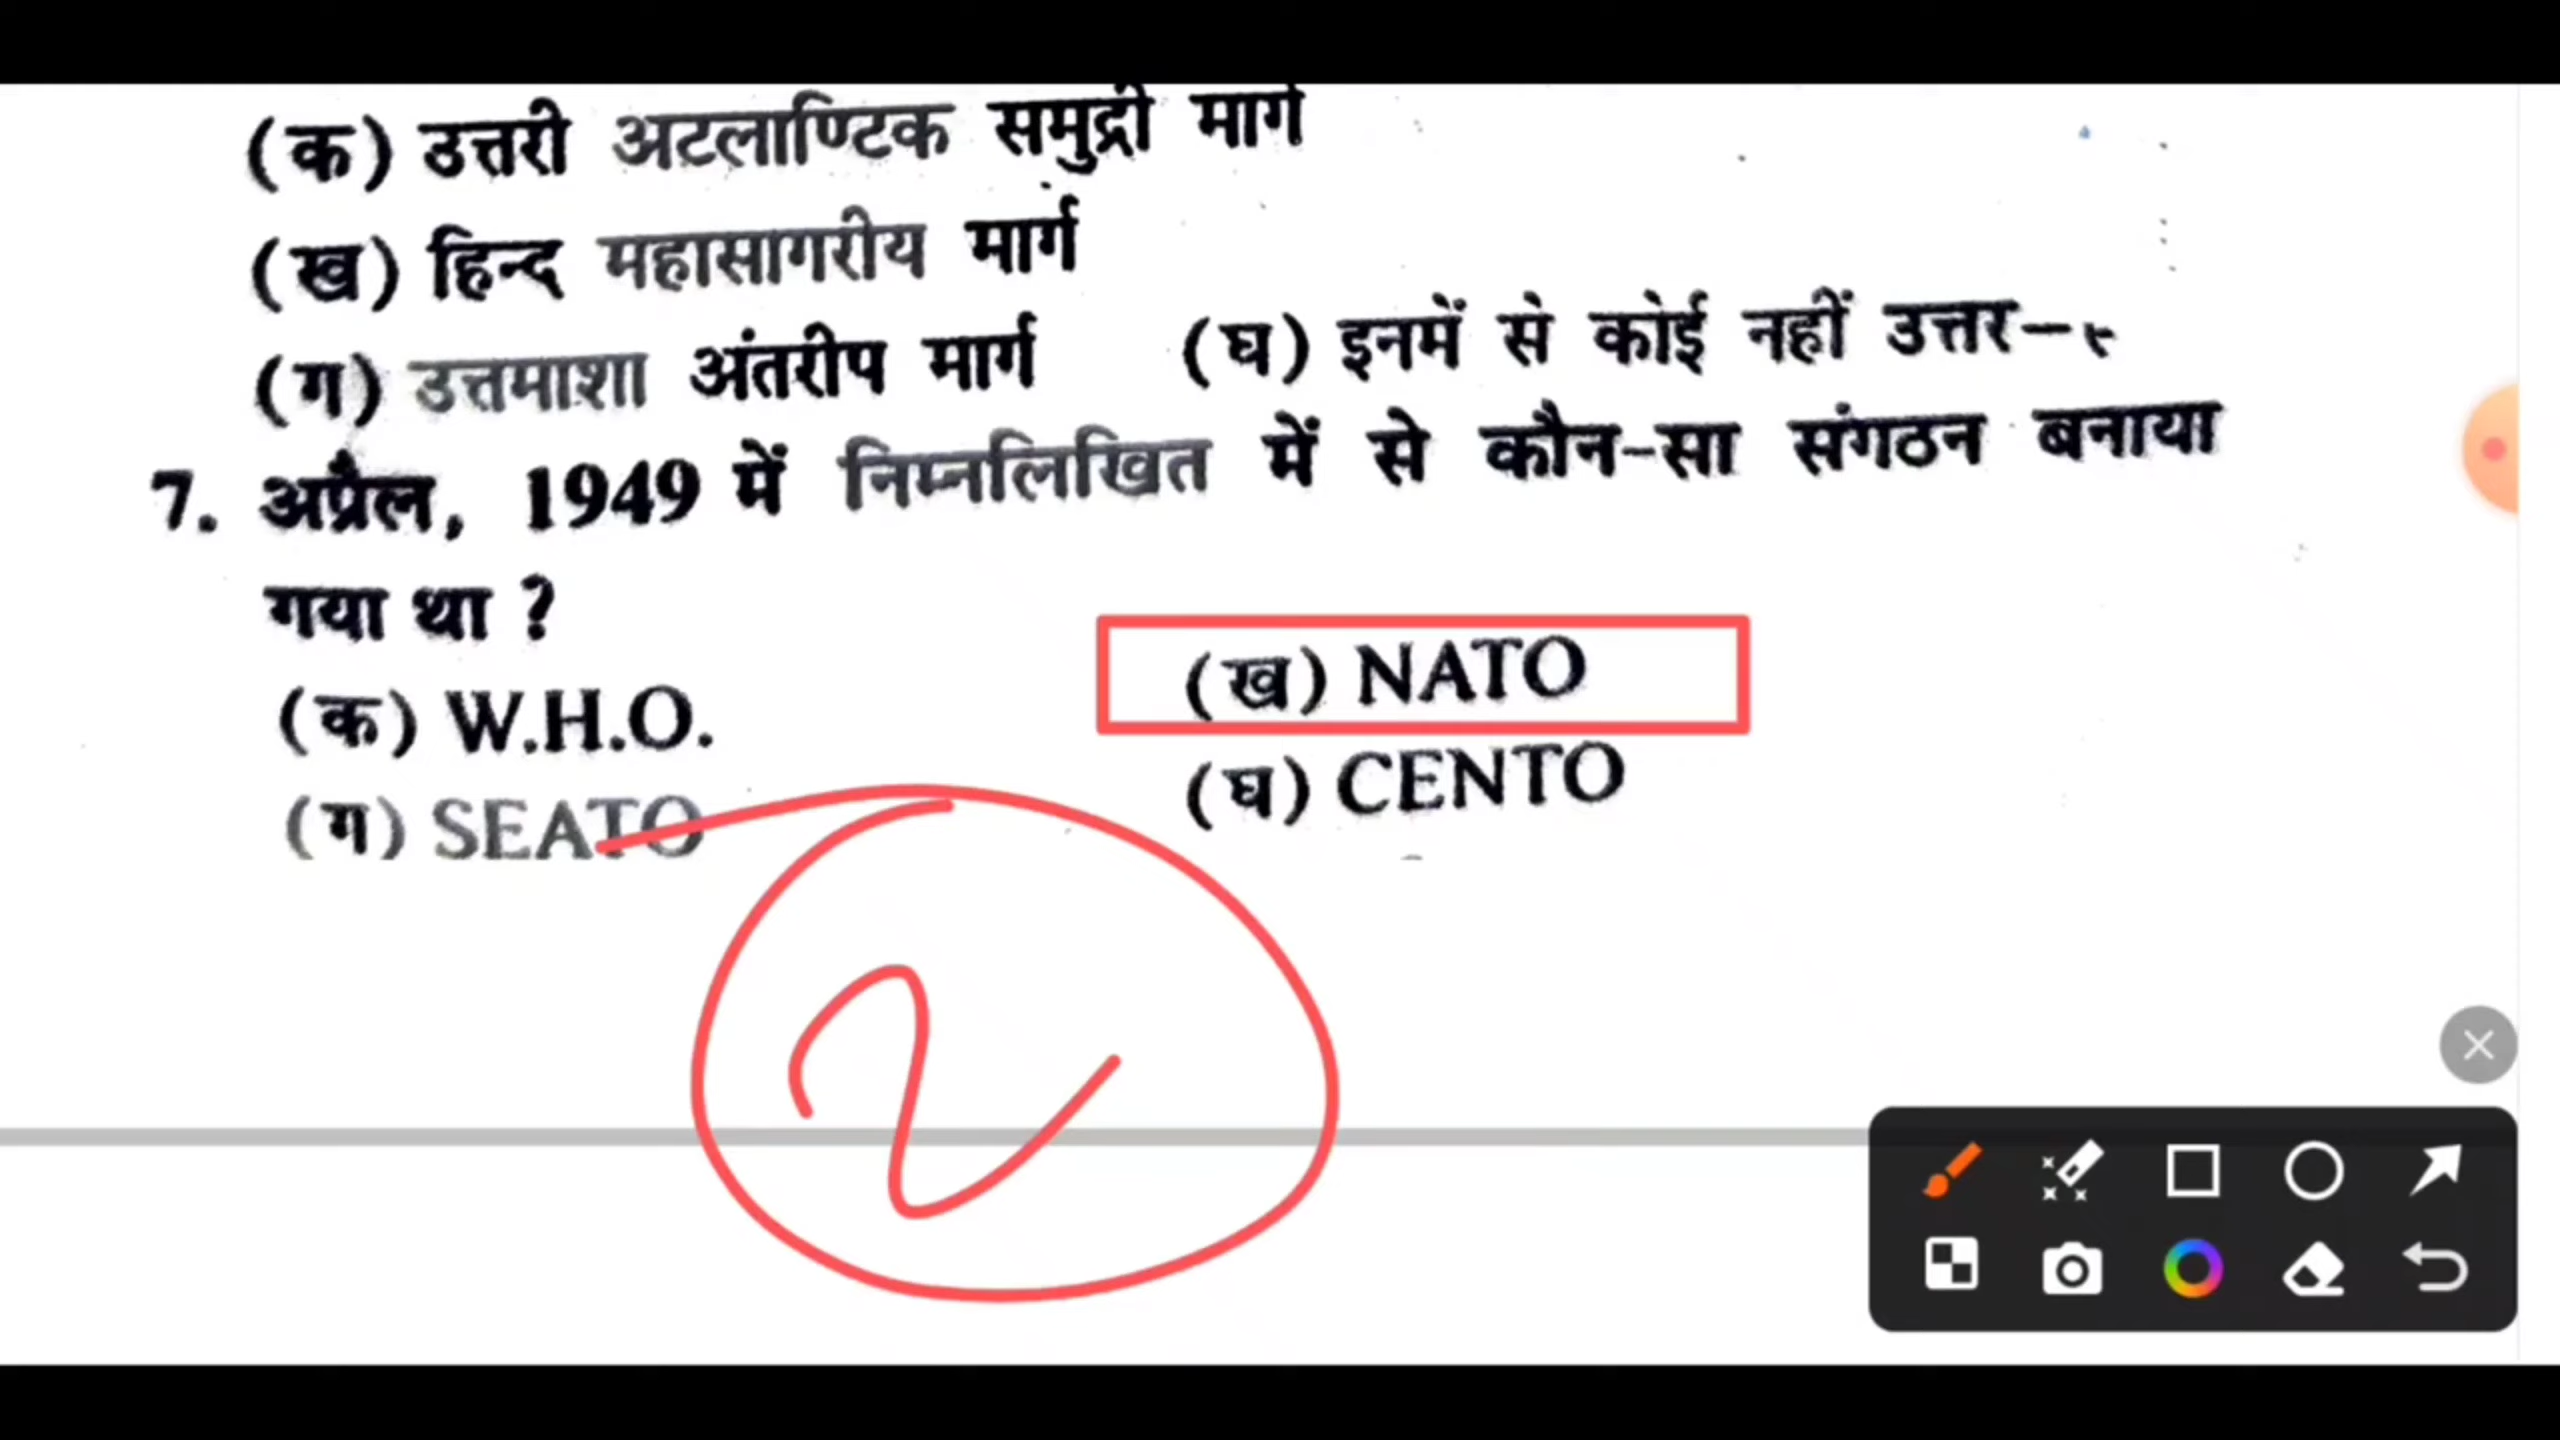 (क) उत्तरी अटलाण्टिक समुद्री मार्ग
(ख) हिन्द महासागरीय मार्ग
(ग) उत्तमाशा अंतरीप मार्ग (घ) इनमें से कोई नहीं उत्तर–
7. अप्रैल, 1949 में निम्नलिखित में से कौन-सा संगठन बनाया
गया था ?
(क) W.H.O. (ख) NATO
(ग) SEATO (घ) CENTO
2